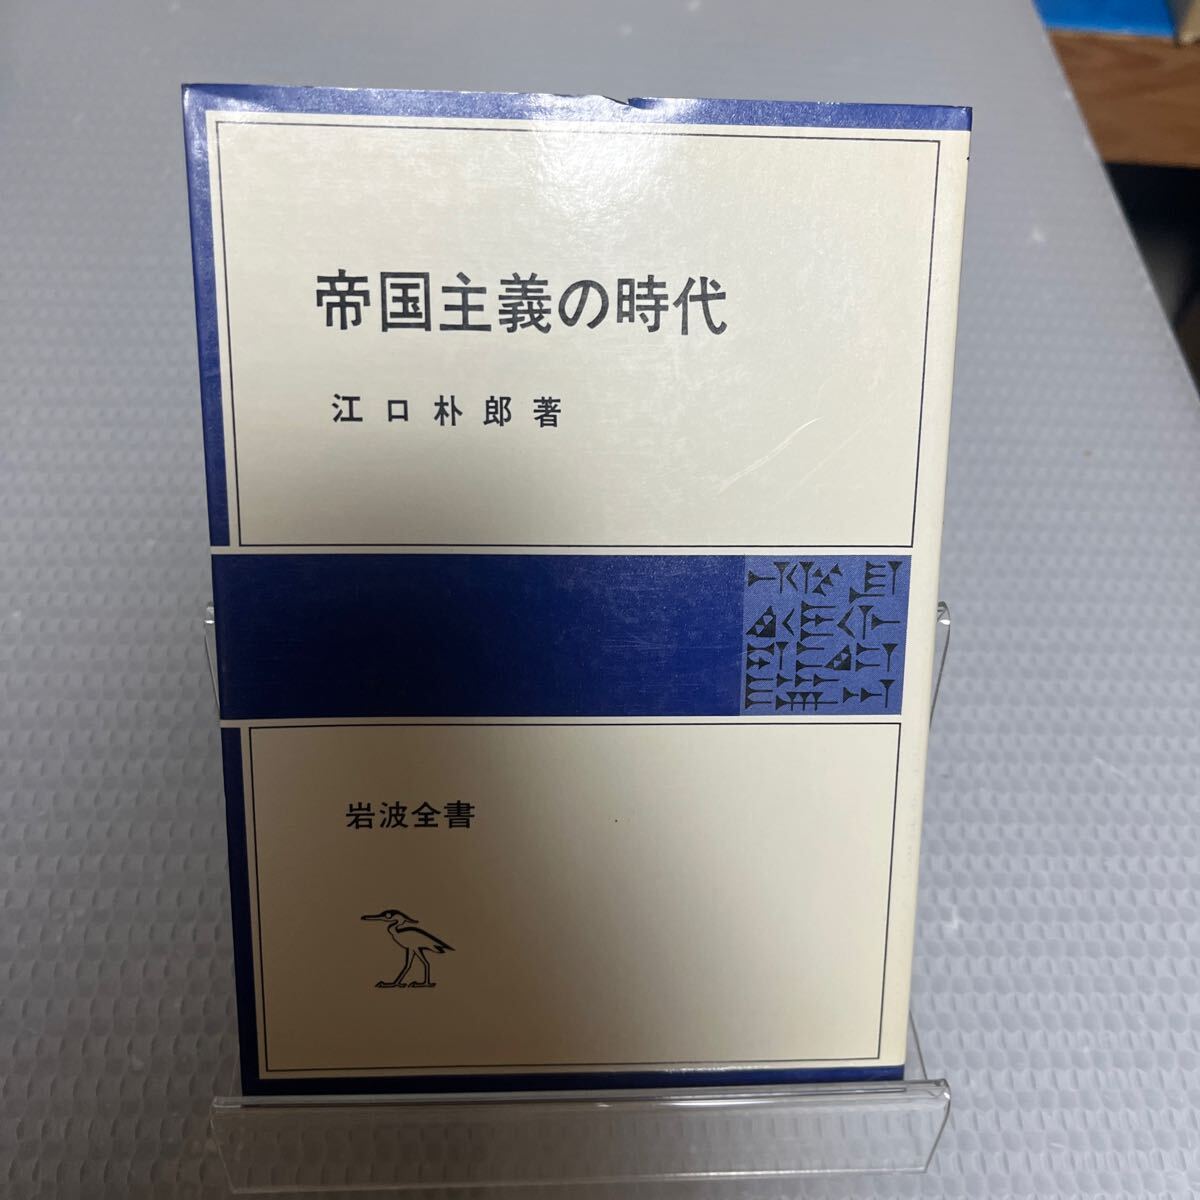 帝国主義の時代
江口朴郎著
岩波全書